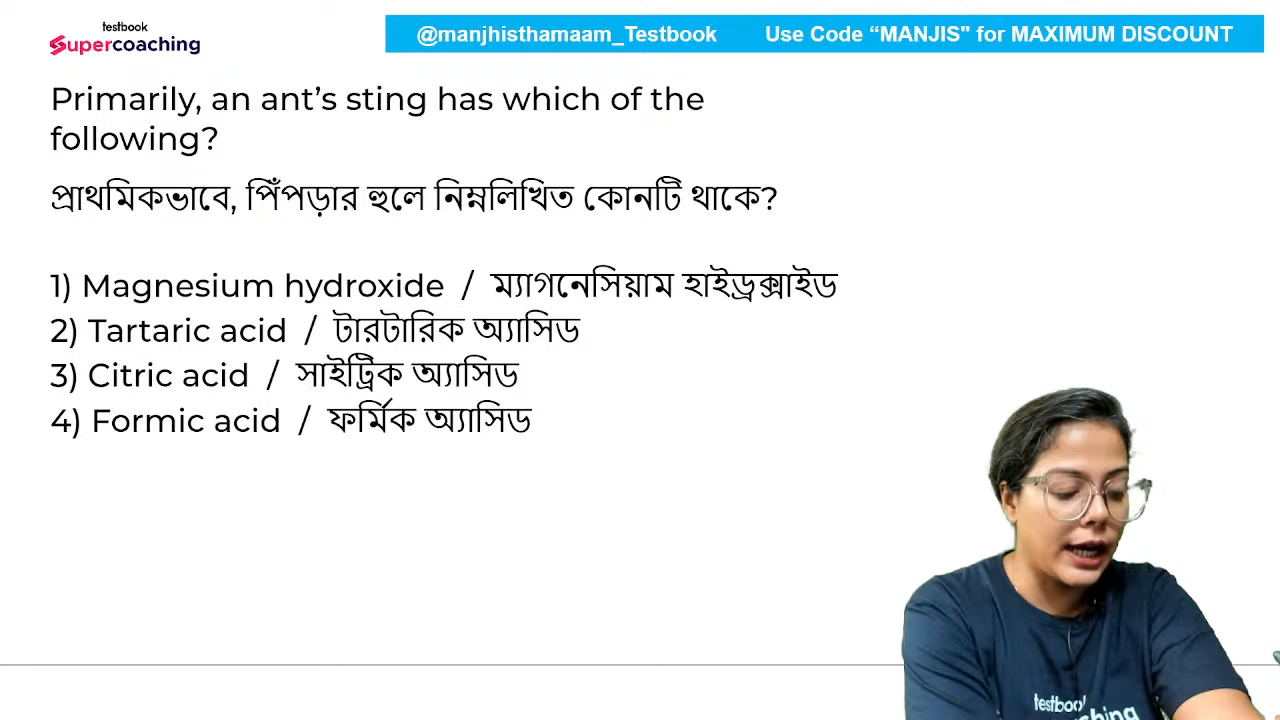 testbook
Supercoaching
@manjhisthamaam_Testbook Use Code “MANJIS" for MAXIMUM DISCOUNT
Primarily, an ant’s sting has which of the
following?
প্রাথমিকভাবে, পিঁপড়ার হুলে নিম্নলিখিত কোনটি থাকে?
1) Magnesium hydroxide / ম্যাগনেসিয়াম হাইড্রক্সাইড
2) Tartaric acid / টারটারিক অ্যাসিড
3) Citric acid / সাইট্রিক অ্যাসিড
4) Formic acid / ফর্মিক অ্যাসিড
testbook